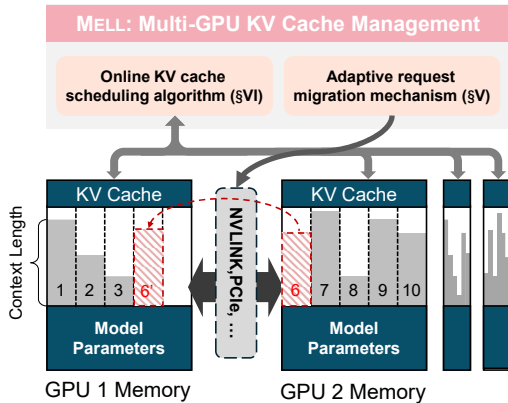 MELL: Multi-GPU KV Cache Management
Online KV cache
scheduling algorithm (§VI)
Adaptive request
migration mechanism (§V)
KV Cache
KV Cache
Context Length
NVLINK,PCIe, ...
1 2 3 6'
6 7 8 9 10
Model
Parameters
Model
Parameters
GPU 1 Memory
GPU 2 Memory